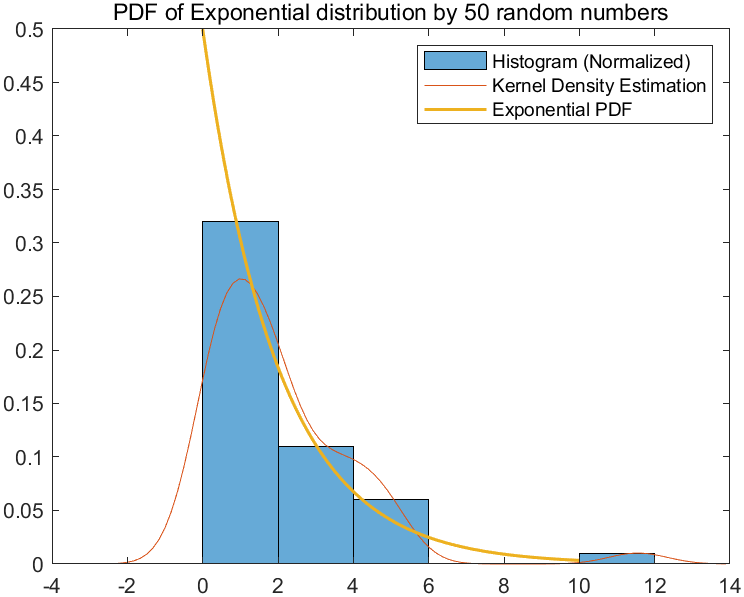 PDF of Exponential distribution by 50 random numbers
0.5
0.45
0.4
0.35
0.3
0.25
0.2
0.15
0.1
0.05
0
Histogram (Normalized)
Kernel Density Estimation
Exponential PDF
-4 -2 0 2 4 6 8 10 12 14